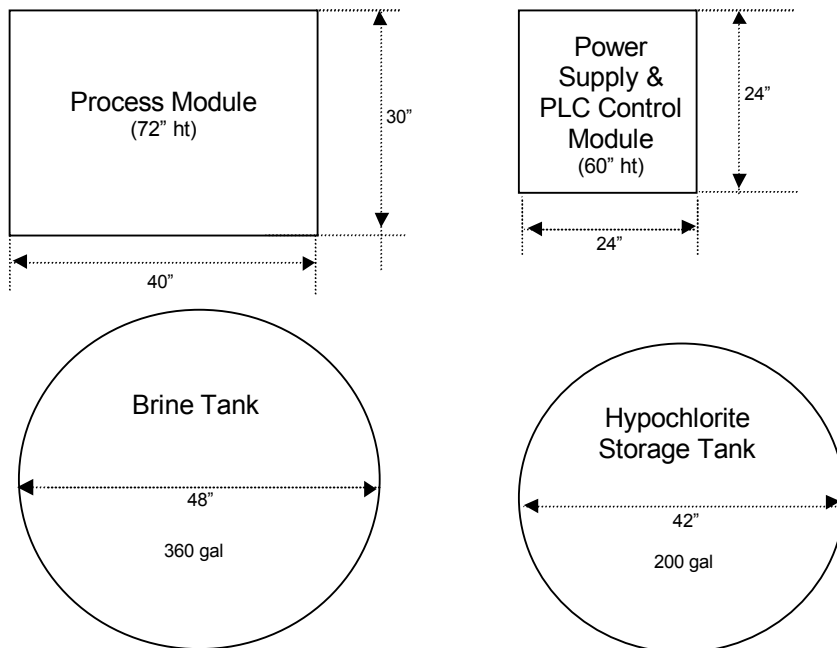 Process Module
(72” ht)
30”
40”
Power
Supply &
PLC Control
Module
(60” ht)
24”
24”
Brine Tank
48”
360 gal
Hypochlorite
Storage Tank
42”
200 gal